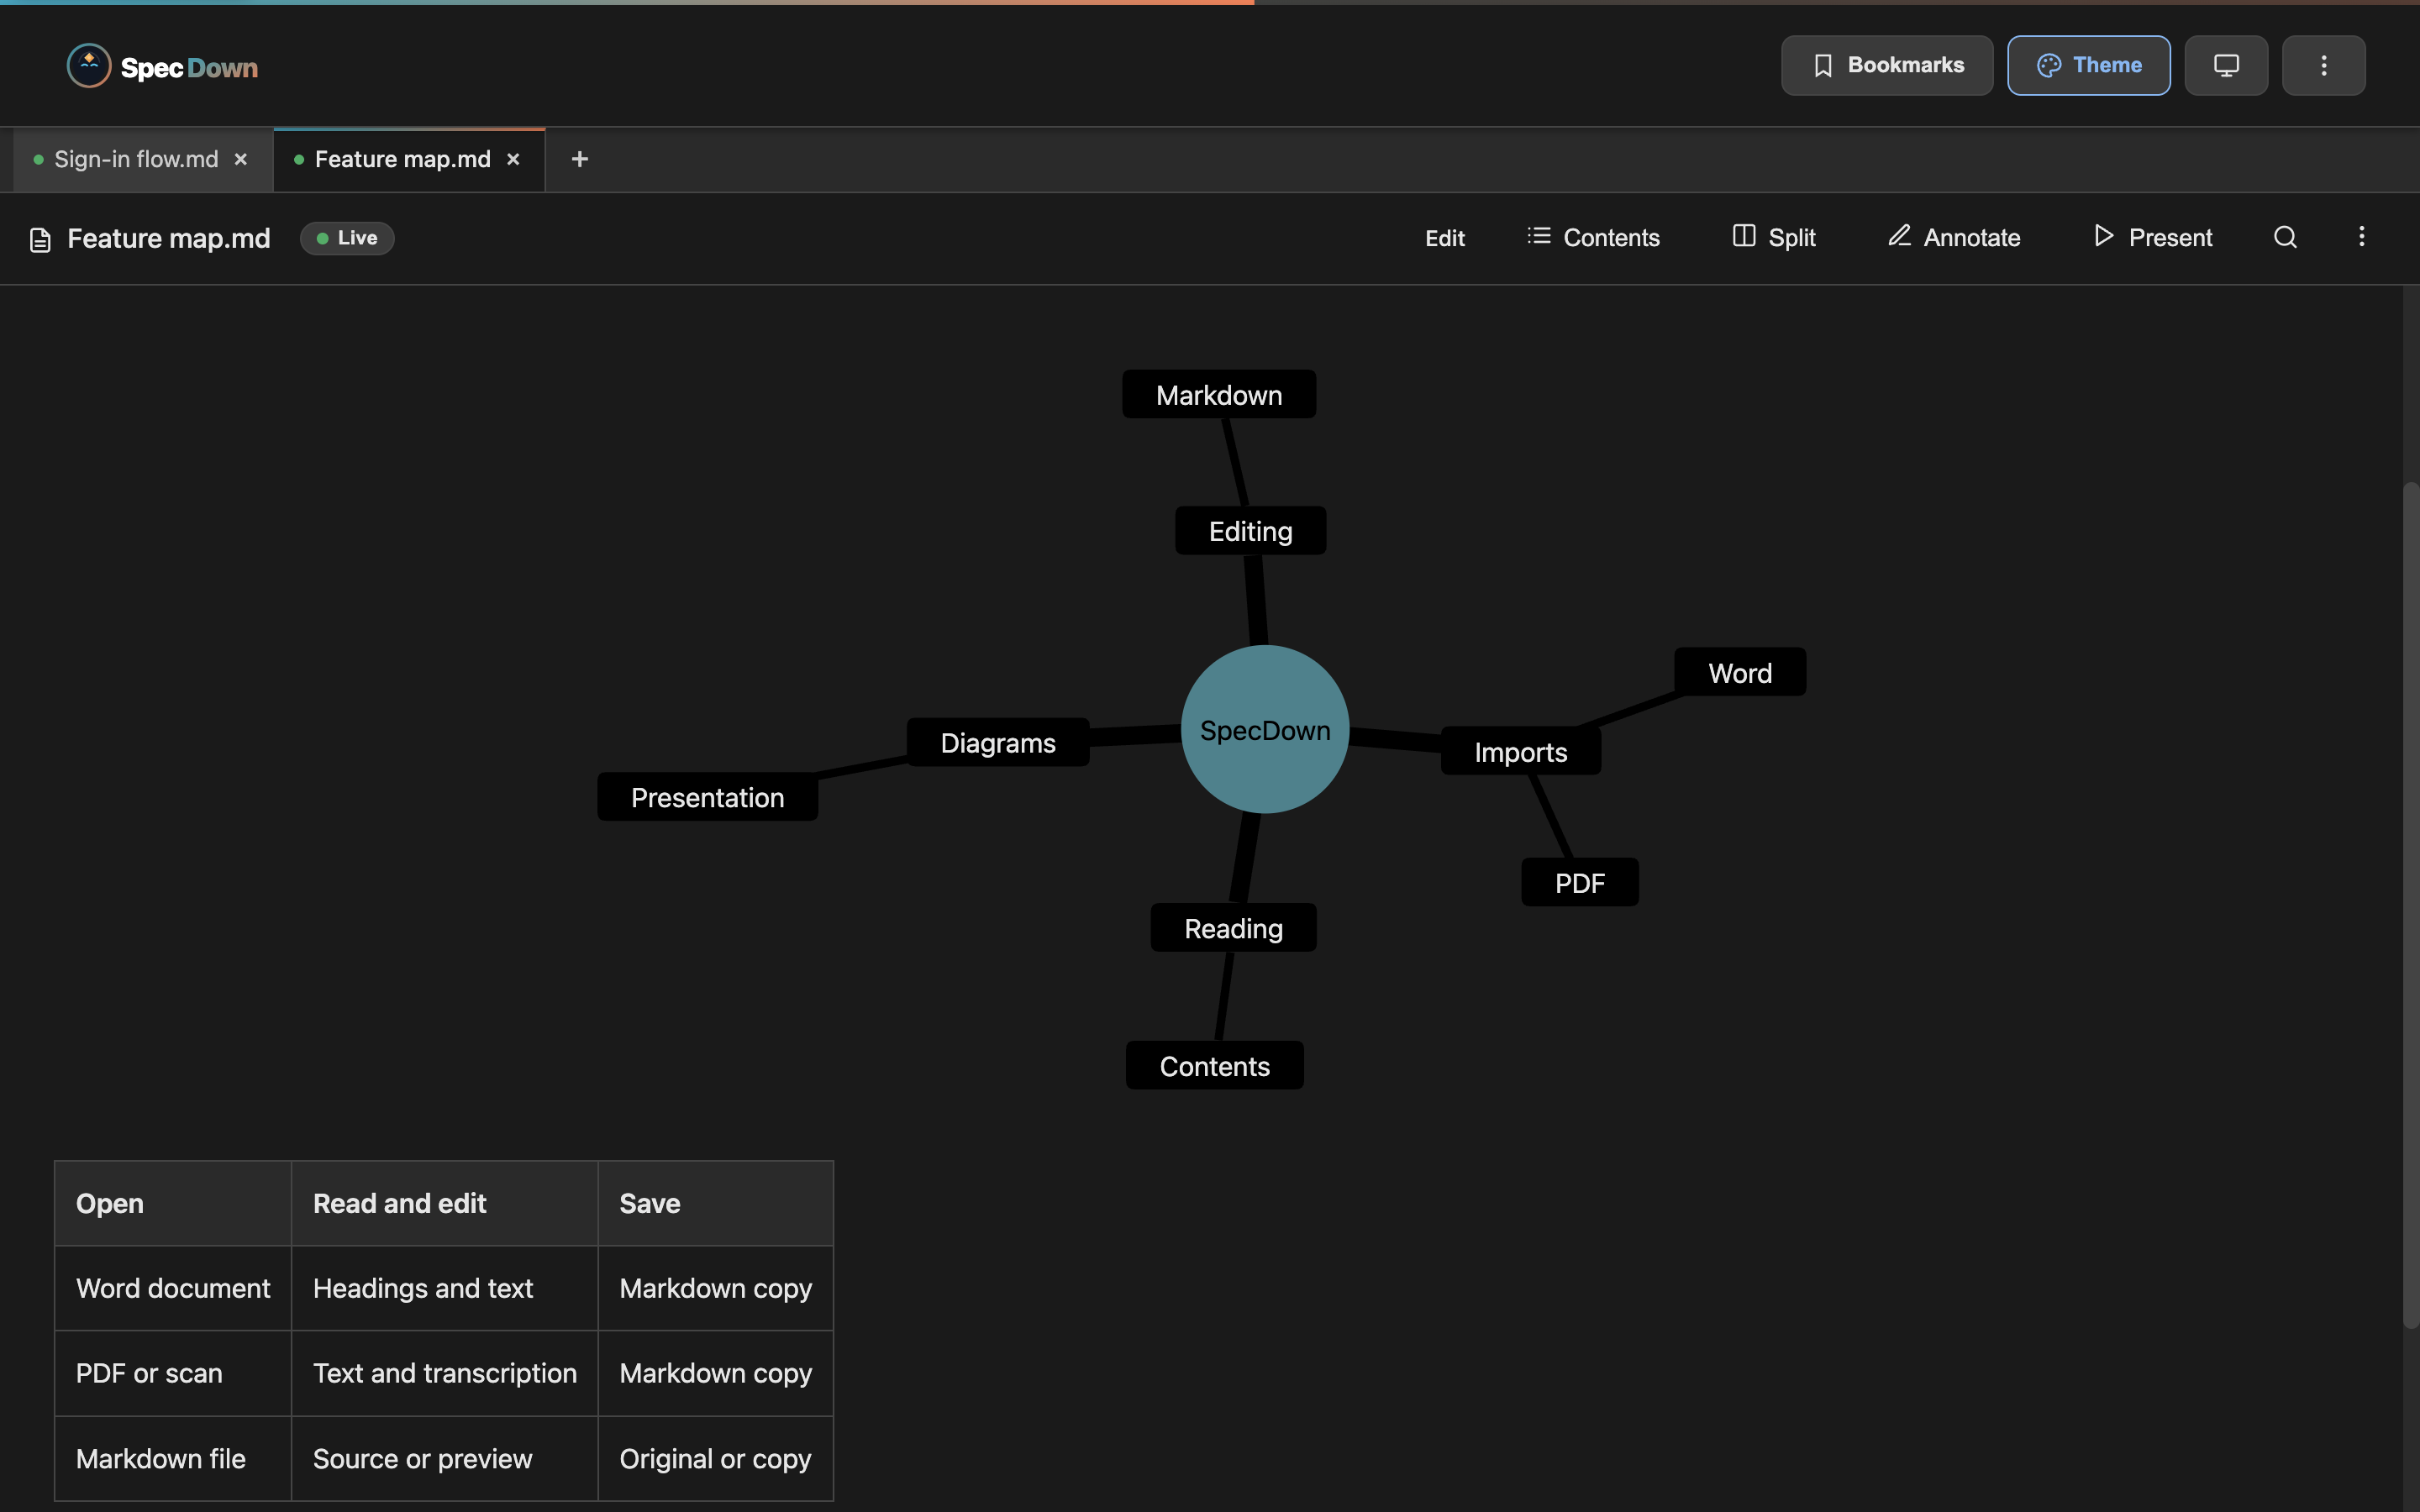 SpecDown
Bookmarks
Theme
Sign-in flow.md
Feature map.md
Feature map.md
Live
Edit
Contents
Split
Annotate
Present
Markdown
Editing
Word
SpecDown
Diagrams
Imports
Presentation
PDF
Reading
Contents
Open Read and edit Save
Word document Headings and text Markdown copy
PDF or scan Text and transcription Markdown copy
Markdown file Source or preview Original or copy